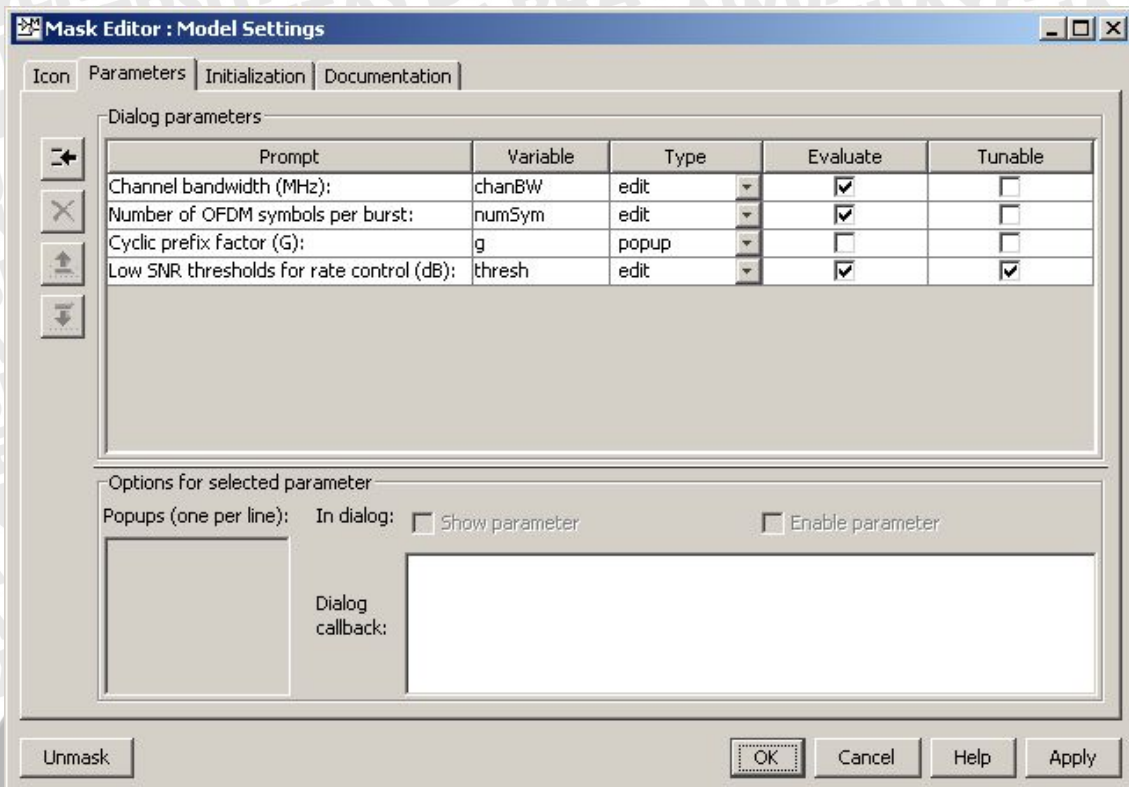 Mask Editor : Model Settings
Icon Parameters Initialization Documentation
Dialog parameters
Prompt Variable Type Evaluate Tunable
Channel bandwidth (MHz): chanBW edit
Number of OFDM symbols per burst: numSym edit
Cyclic prefix factor (G): g popup
Low SNR thresholds for rate control (dB): thresh edit
Options for selected parameter
Popups (one per line): In dialog: Show parameter Enable parameter
Dialog
callback:
Unmask OK Cancel Help Apply